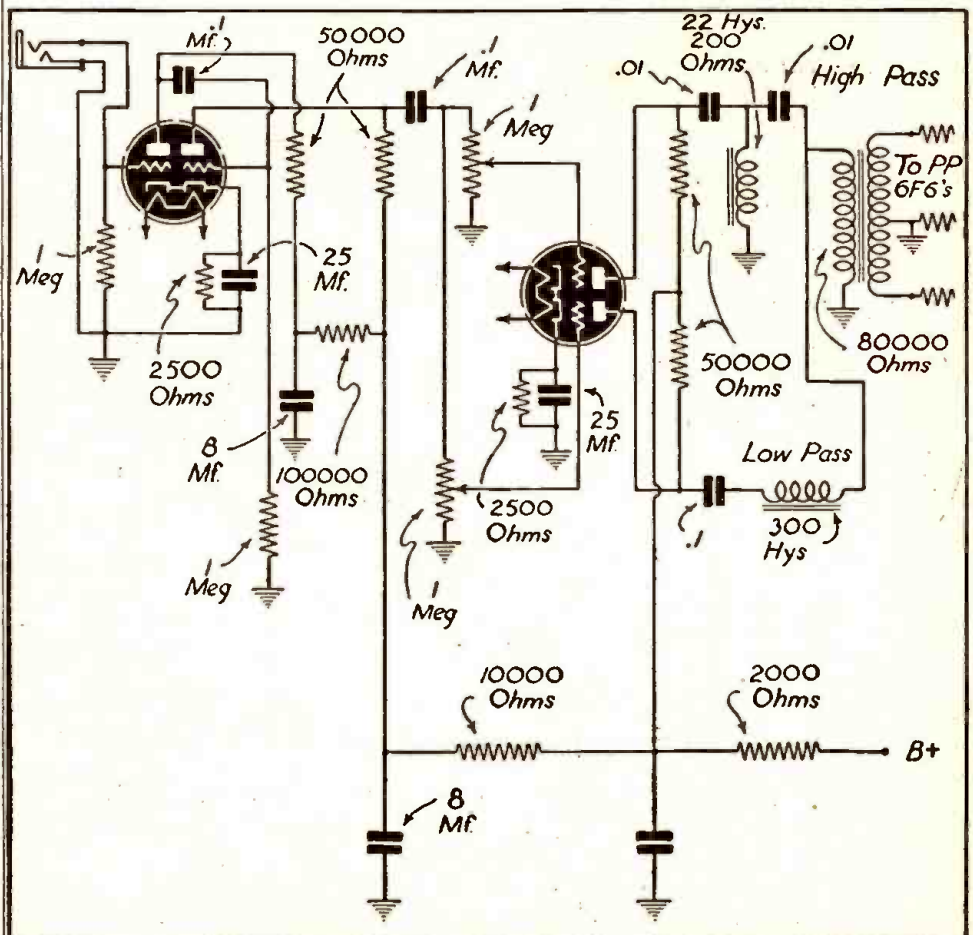 .1
Mf.
50000
Ohms
.1
Mf.
22 Hys.
200
Ohms
.01
.01
High Pass
1
Meg
To PP
6F6's
1
Meg
25
Mf.
2500
Ohms
50000
Ohms
80000
Ohms
25
Mf.
8
Mf.
100000
Ohms
2500
Ohms
Low Pass
.1
300
Hys
1
Meg
1
Meg
10000
Ohms
2000
Ohms
B+
8
Mf.